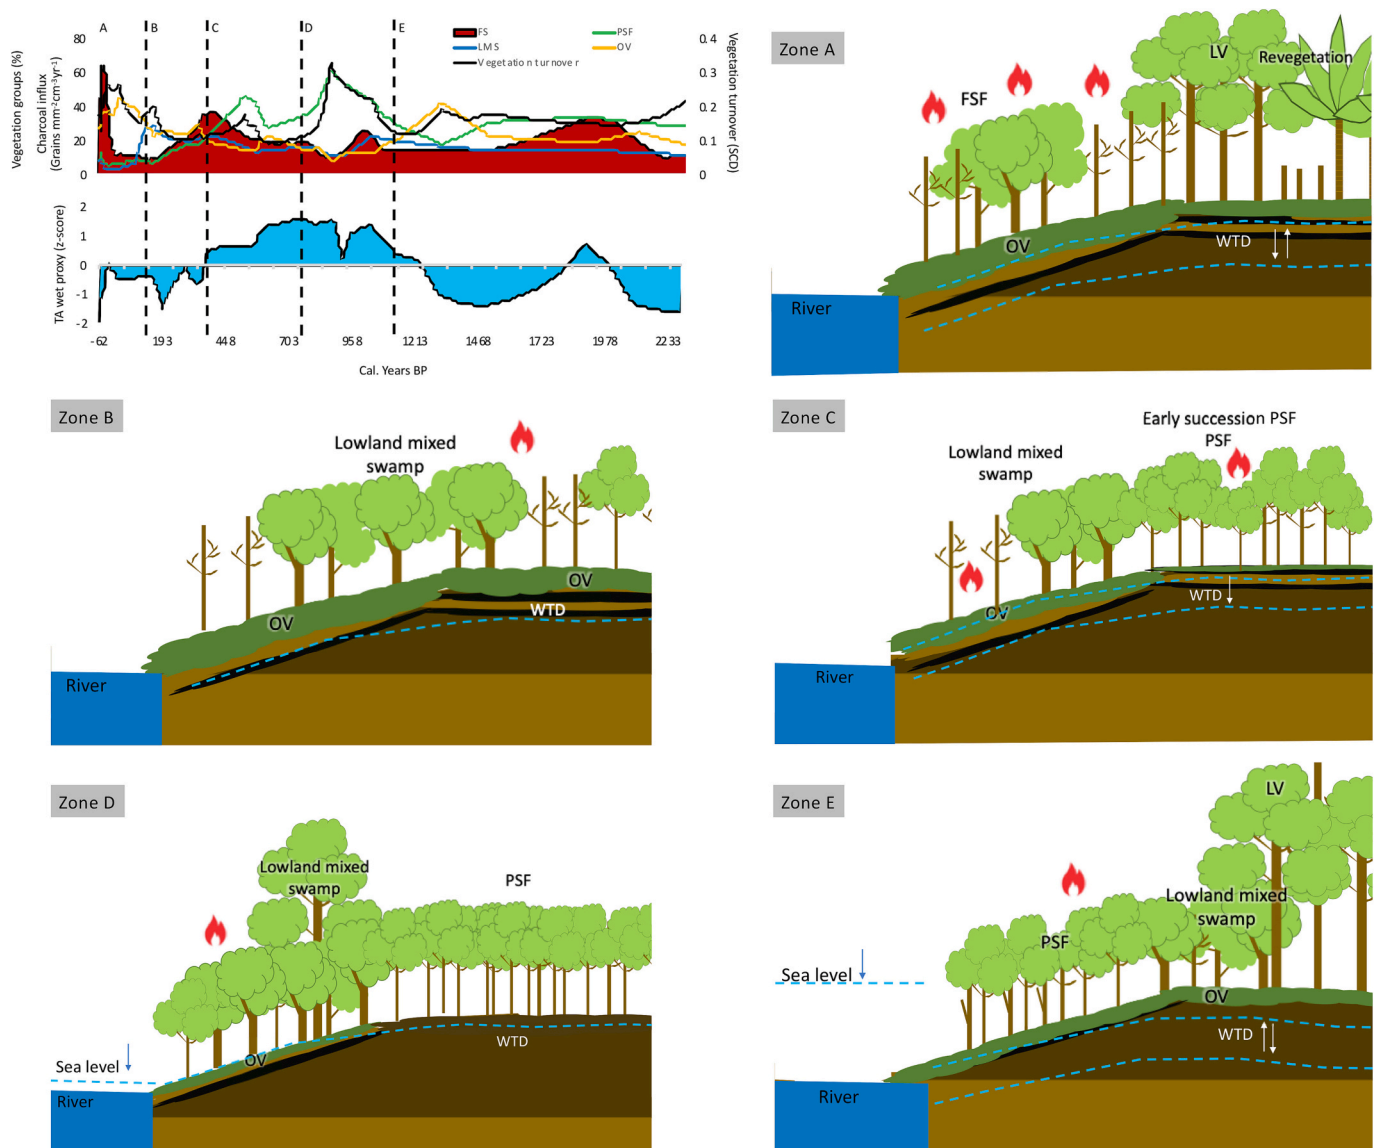 A
B
C
D
E
FS
PSF
LMS
OV
Vegetation turnover
Vegetation groups (%)
Charcoal influx
(Grains mm⁻²cm⁻³yr⁻¹)
80
60
40
20
0
0.4
0.3
0.2
0.1
0
Vegetation turnover (SCD)
TA wet proxy (z-score)
2
1
0
-1
-2
-62
193
448
703
958
1213
1468
1723
1978
2233
Cal. Years BP
Zone A
FSF
LV
Revegetation
OV
WTD
River
Zone B
Lowland mixed
swamp
OV
OV
WTD
River
Zone C
Early succession PSF
PSF
Lowland mixed
swamp
OV
WTD
River
Zone D
Lowland mixed
swamp
PSF
WTD
OV
Sea level
River
Zone E
LV
Lowland mixed
swamp
PSF
Sea level
OV
WTD
River